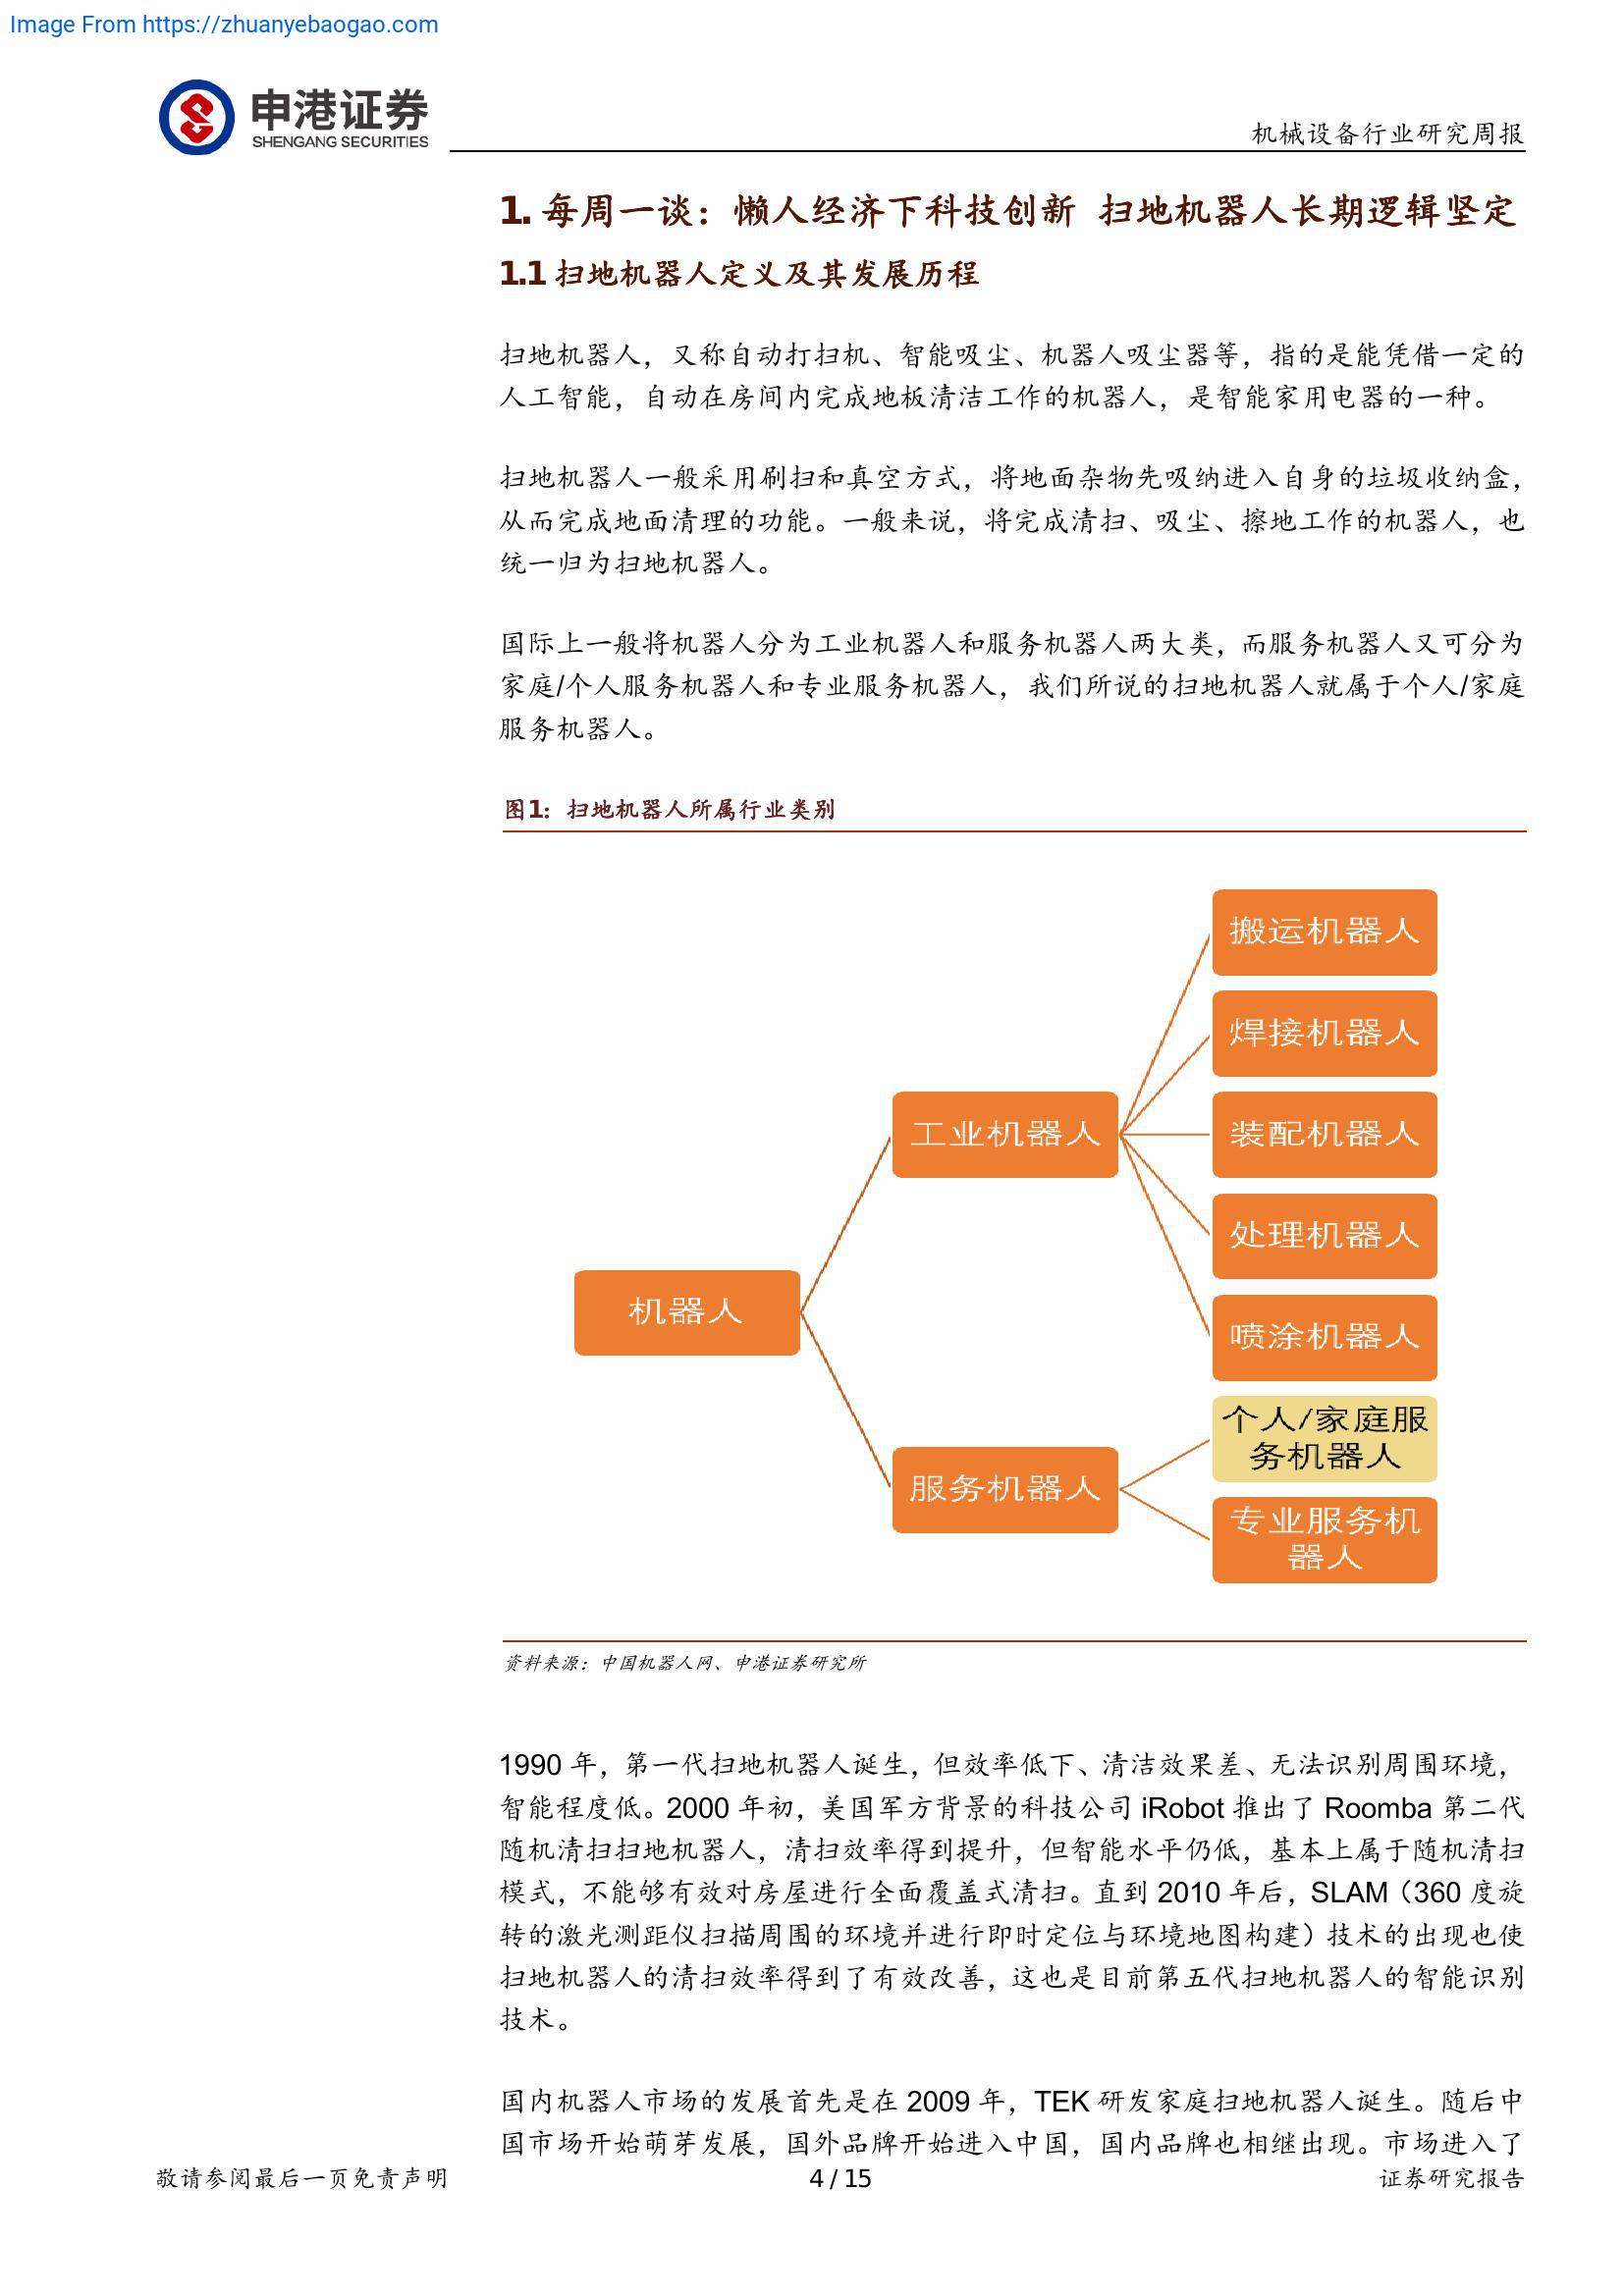 Image From https://zhuanyebaogao.com
申港证券
SHENGANG SECURITIES
机械设备行业研究周报
1. 每周一谈：懒人经济下科技创新 扫地机器人长期逻辑坚定
1.1 扫地机器人定义及其发展历程
扫地机器人，又称自动打扫机、智能吸尘、机器人吸尘器等，指的是能凭借一定的
人工智能，自动在房间内完成地板清洁工作的机器人，是智能家用电器的一种。
扫地机器人一般采用刷扫和真空方式，将地面杂物先吸纳进入自身的垃圾收纳盒，
从而完成地面清理的功能。一般来说，将完成清扫、吸尘、擦地工作的机器人，也
统一归为扫地机器人。
国际上一般将机器人分为工业机器人和服务机器人两大类，而服务机器人又可分为
家庭/个人服务机器人和专业服务机器人，我们所说的扫地机器人就属于个人/家庭
服务机器人。
图1：扫地机器人所属行业类别
机器人
工业机器人
搬运机器人
焊接机器人
装配机器人
处理机器人
喷涂机器人
服务机器人
个人/家庭服
务机器人
专业服务机
器人
资料来源：中国机器人网、申港证券研究所
1990 年，第一代扫地机器人诞生，但效率低下、清洁效果差、无法识别周围环境，
智能程度低。2000 年初，美国军方背景的科技公司 iRobot 推出了 Roomba 第二代
随机清扫扫地机器人，清扫效率得到提升，但智能水平仍低，基本上属于随机清扫
模式，不能够有效对房屋进行全面覆盖式清扫。直到 2010 年后，SLAM（360 度旋
转的激光测距仪扫描周围的环境并进行即时定位与环境地图构建）技术的出现也使
扫地机器人的清扫效率得到了有效改善，这也是目前第五代扫地机器人的智能识别
技术。
国内机器人市场的发展首先是在 2009 年，TEK 研发家庭扫地机器人诞生。随后中
国市场开始萌芽发展，国外品牌开始进入中国，国内品牌也相继出现。市场进入了
敬请参阅最后一页免责声明
4 / 15
证券研究报告